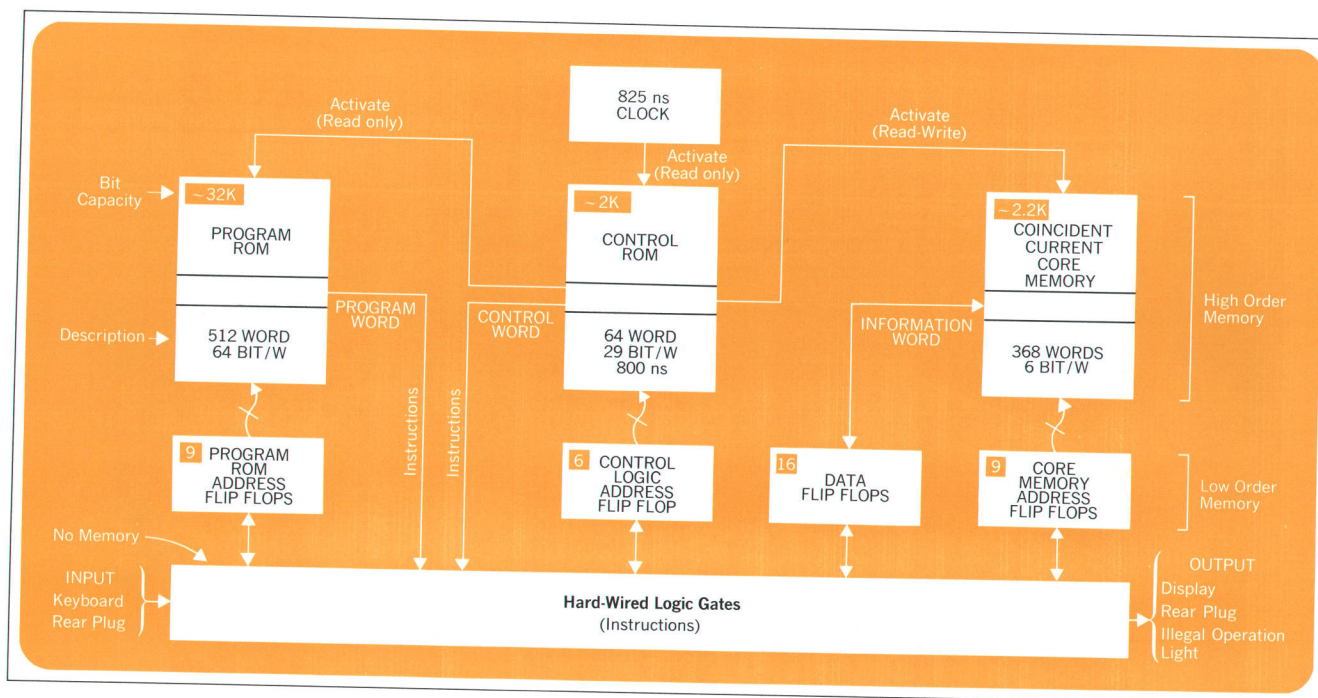 825 ns
CLOCK
Activate
(Read only)
Activate
(Read only)
Activate
(Read-Write)
Bit
Capacity
~32K
PROGRAM
ROM
~2K
CONTROL
ROM
~2.2K
COINCIDENT
CURRENT
CORE
MEMORY
PROGRAM
WORD
CONTROL
WORD
INFORMATION
WORD
High Order
Memory
Description
512 WORD
64 BIT/W
64 WORD
29 BIT/W
800 ns
368 WORDS
6 BIT/W
Instructions
Instructions
9
PROGRAM
ROM
ADDRESS
FLIP FLOPS
6
CONTROL
LOGIC
ADDRESS
FLIP FLOP
16
DATA
FLIP FLOPS
9
CORE
MEMORY
ADDRESS
FLIP FLOPS
Low Order
Memory
No Memory
INPUT
Keyboard
Rear Plug
Hard-Wired Logic Gates
(Instructions)
OUTPUT
Display
Rear Plug
Illegal Operation
Light